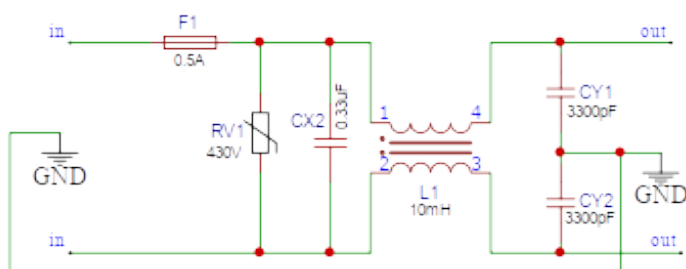 in
F1
0.5A
out
RV1
430V
CX2
0.33uF
1
4
2
3
L1
10mH
CY1
3300pF
GND
GND
CY2
3300pF
in
out